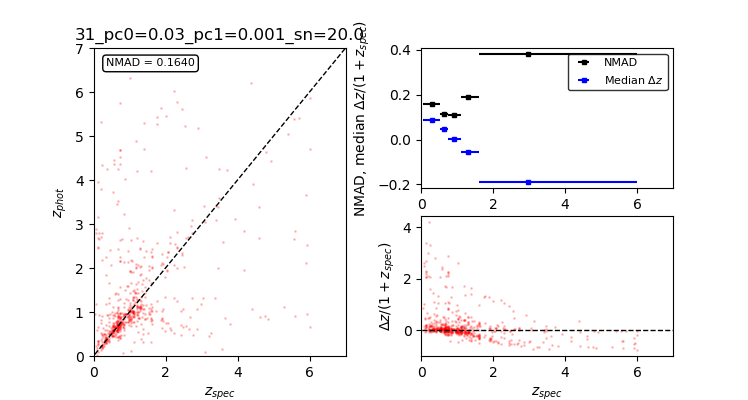 31_pc0=0.03_pc1=0.001_sn=20.0
NMAD = 0.1640
7
6
5
4
3
2
1
0
z_phot
0 2 4 6
z_spec
NMAD, median Δz/(1 + z_spec)
0.4
0.2
0.0
−0.2
NMAD
Median Δz
0 2 4 6
Δz/(1 + z_spec)
4
2
0
0 2 4 6
z_spec